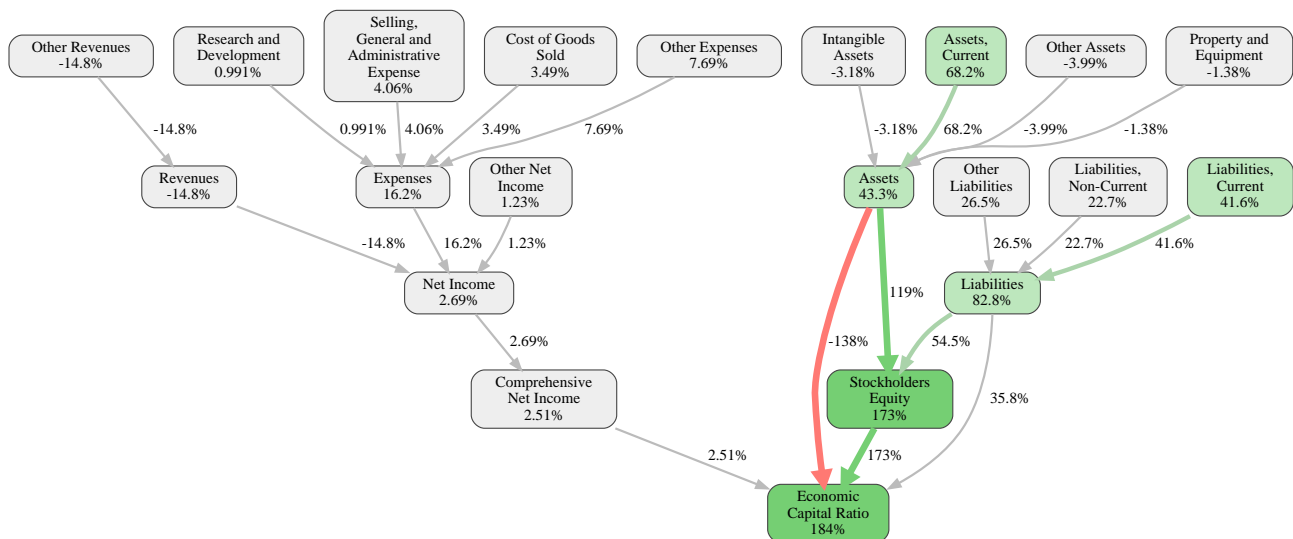 Other Revenues
-14.8%
Research and
Development
0.991%
Selling,
General and
Administrative
Expense
4.06%
Cost of Goods
Sold
3.49%
Other Expenses
7.69%
Intangible
Assets
-3.18%
Assets,
Current
68.2%
Other Assets
-3.99%
Property and
Equipment
-1.38%
-14.8%
0.991%
4.06%
3.49%
7.69%
-3.18%
68.2%
-3.99%
-1.38%
Revenues
-14.8%
Expenses
16.2%
Other Net
Income
1.23%
Assets
43.3%
Other
Liabilities
26.5%
Liabilities,
Non-Current
22.7%
Liabilities,
Current
41.6%
-14.8%
16.2%
1.23%
26.5%
22.7%
41.6%
Net Income
2.69%
119%
Liabilities
82.8%
2.69%
-138%
54.5%
Comprehensive
Net Income
2.51%
Stockholders
Equity
173%
35.8%
2.51%
173%
Economic
Capital Ratio
184%